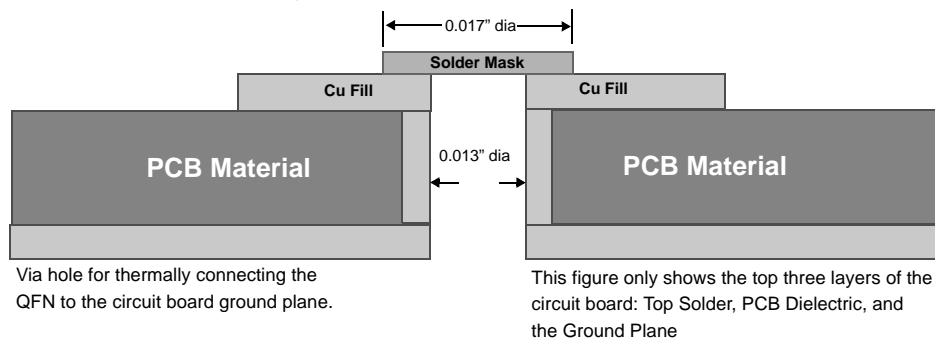 0.017” dia
Solder Mask
Cu Fill
Cu Fill
PCB Material
0.013” dia
PCB Material
Via hole for thermally connecting the
QFN to the circuit board ground plane.
This figure only shows the top three layers of the
circuit board: Top Solder, PCB Dielectric, and
the Ground Plane